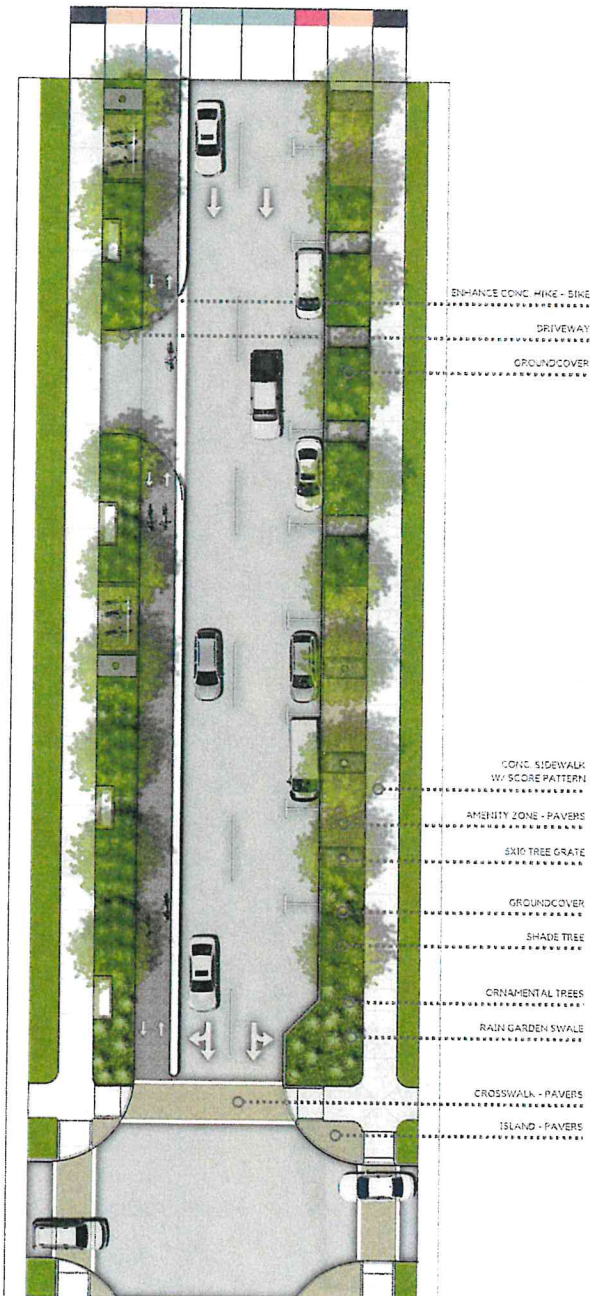 ENHANCE CONC. HIKE - BIKE
DRIVEWAY
GROUNDCOVER
CONC. SIDEWALK
W/ SCORE PATTERN
AMENITY ZONE - PAVERS
5X10 TREE GRATE
GROUNDCOVER
SHADE TREE
ORNAMENTAL TREES
RAIN GARDEN SWALE
CROSSWALK - PAVERS
ISLAND - PAVERS